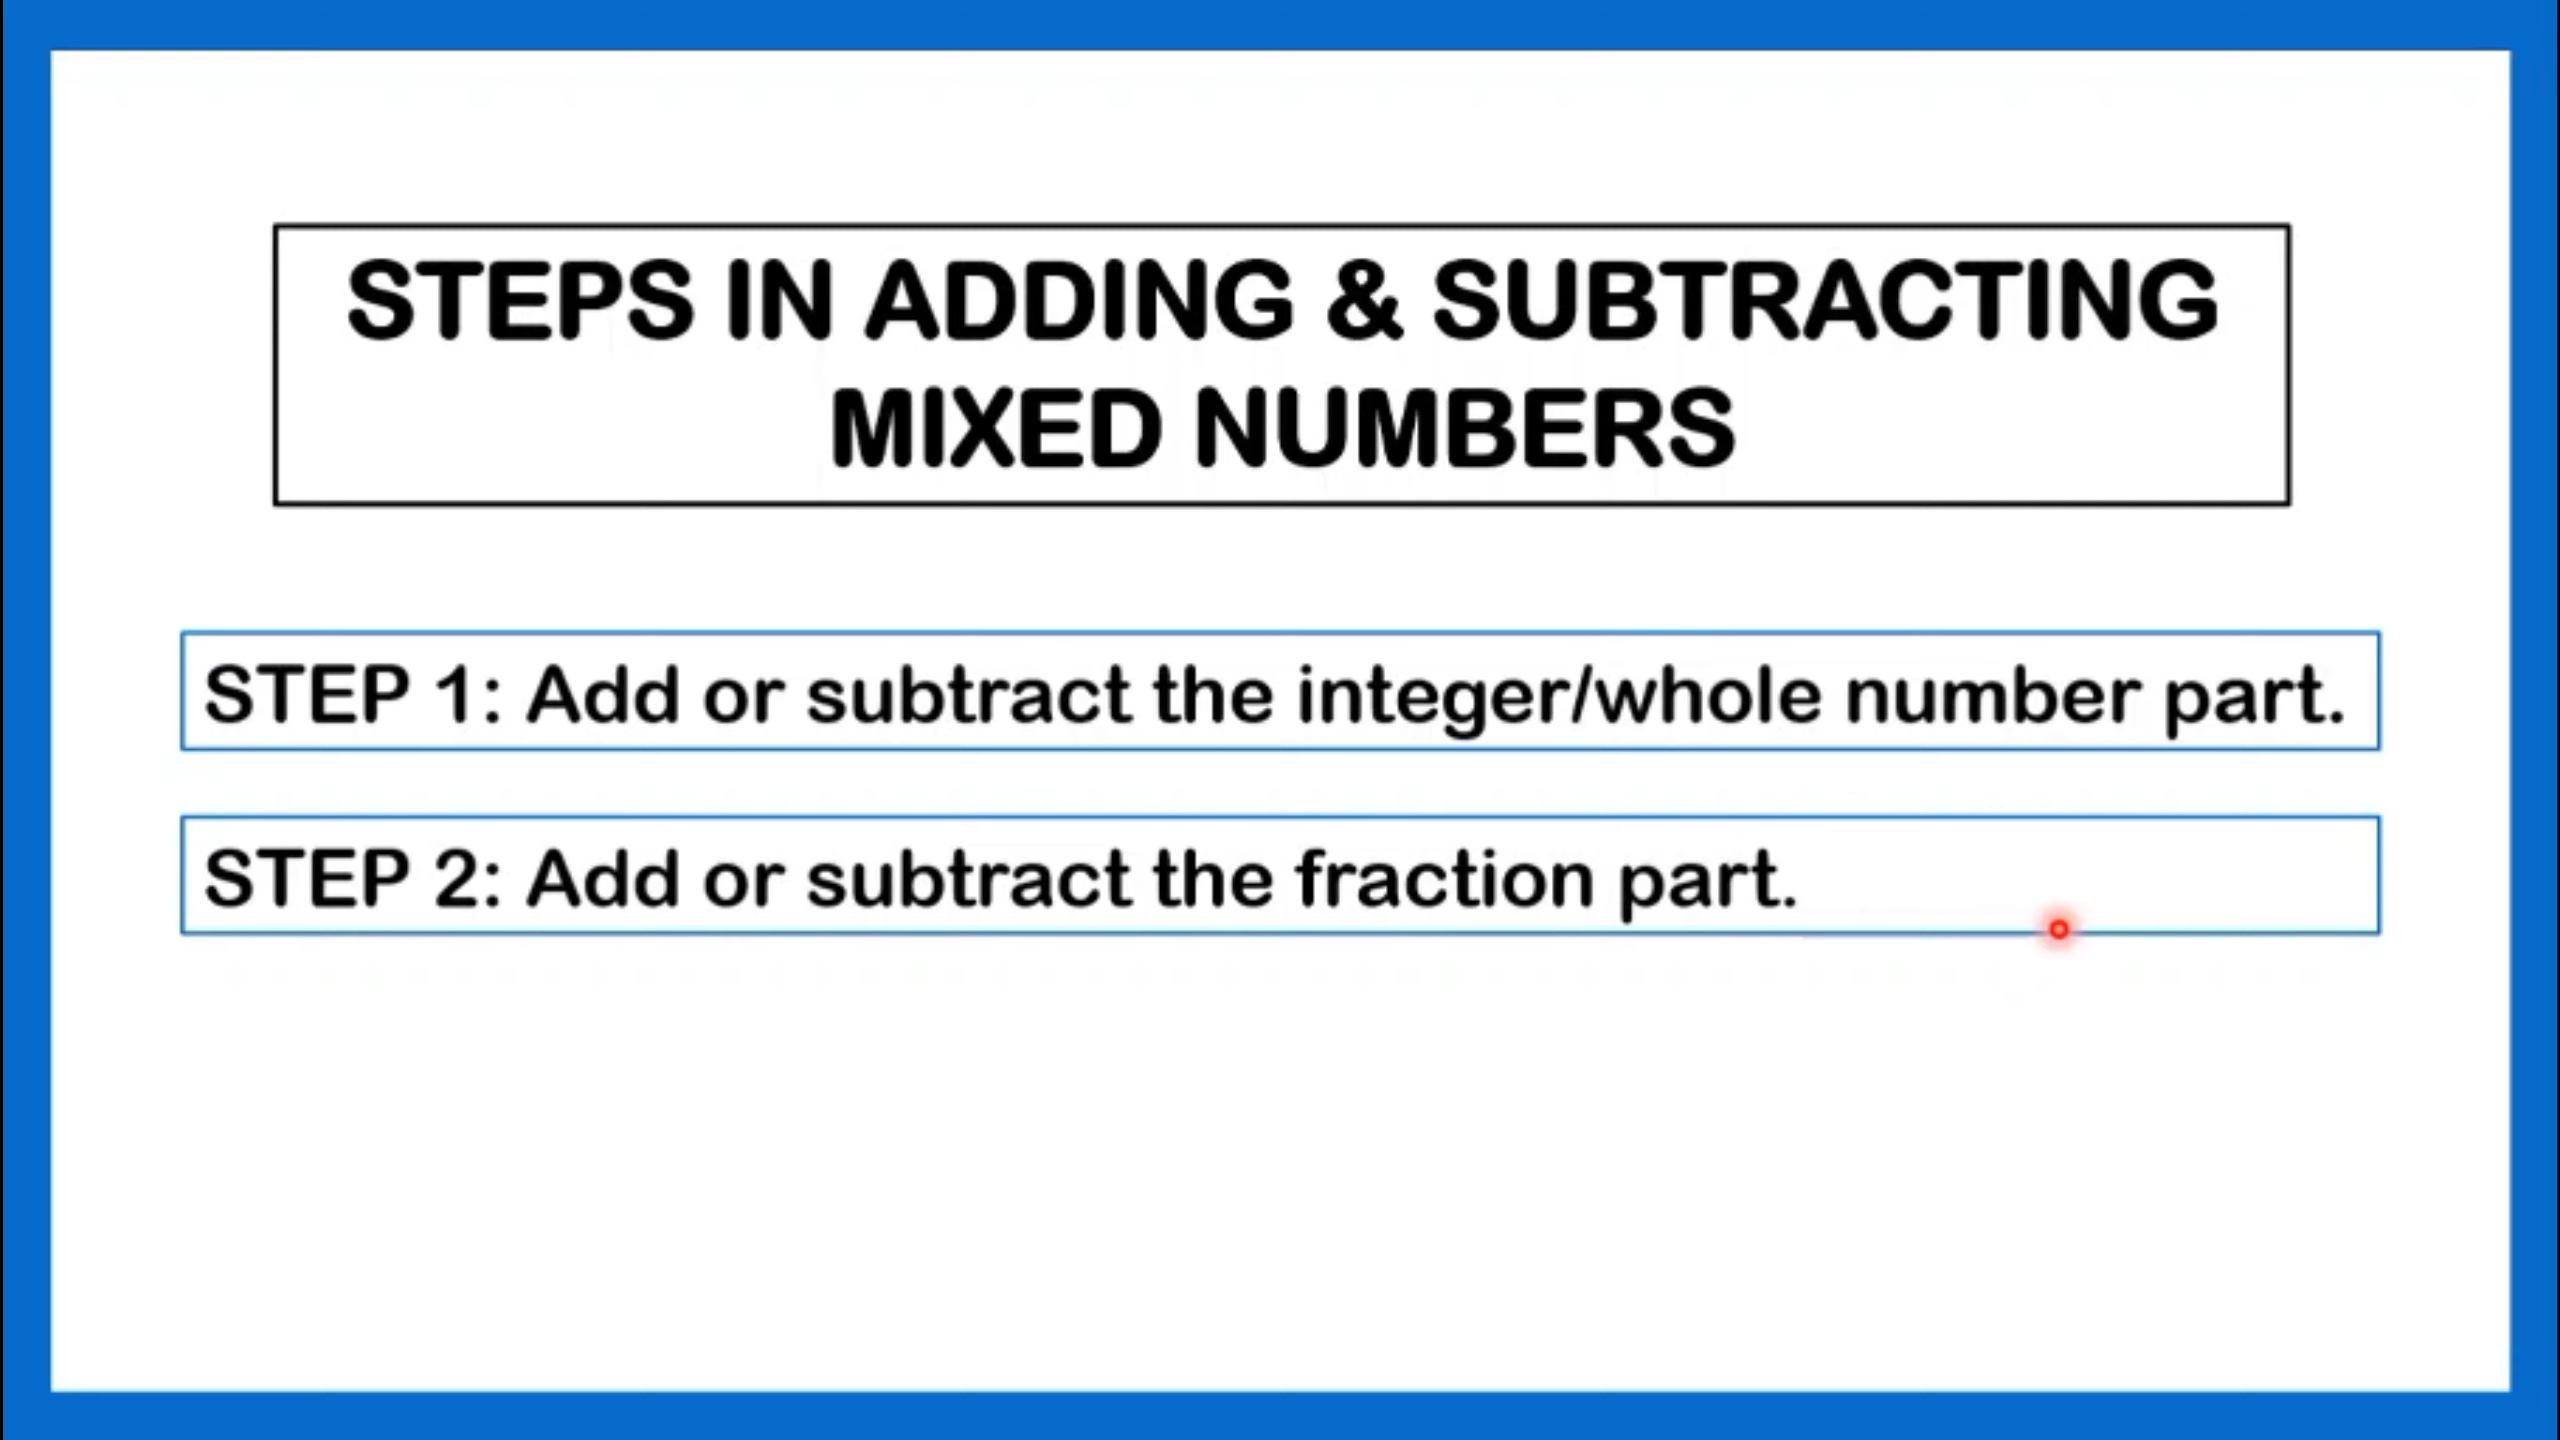 STEPS IN ADDING & SUBTRACTING
MIXED NUMBERS
STEP 1: Add or subtract the integer/whole number part.
STEP 2: Add or subtract the fraction part.